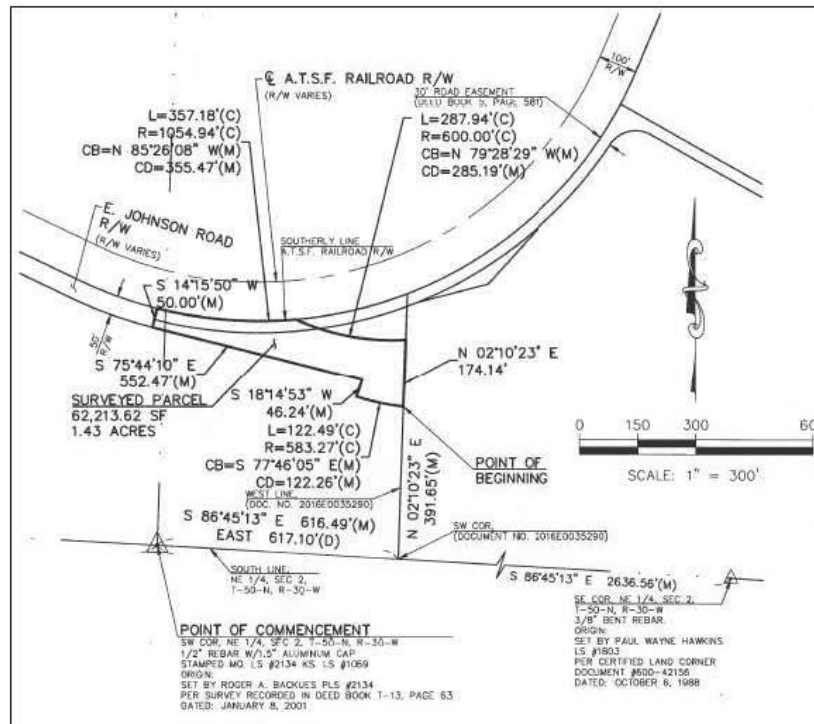 ℄ A.T.S.F. RAILROAD R/W
(R/W VARIES)
100'
R/W
30' ROAD EASEMENT
(DEED BOOK 5, PAGE 581)
L=357.18'(C)
R=1054.94'(C)
CB=N 85°26'08" W(M)
CD=355.47'(M)
L=287.94'(C)
R=600.00'(C)
CB=N 79°28'29" W(M)
CD=285.19'(M)
E. JOHNSON ROAD
R/W
(R/W VARIES)
SOUTHERLY LINE
A.T.S.F. RAILROAD R/W
S 14°15'50" W
50.00'(M)
50'
R/W
S 75°44'10" E
552.47'(M)
N 02°10'23" E
174.14'
SURVEYED PARCEL
62,213.62 SF
1.43 ACRES
S 18°14'53" W
46.24'(M)
L=122.49'(C)
R=583.27'(C)
CB=S 77°46'05" E(M)
CD=122.26'(M)
POINT OF
BEGINNING
0 150 300 60
SCALE: 1" = 300'
WEST LINE,
(DOC. NO. 2016E0035290)
N 02°10'23" E
391.65'(M)
S 86°45'13" E 616.49'(M)
EAST 617.10'(D)
SW COR,
(DOCUMENT NO. 2016E0035290)
SOUTH LINE,
NE 1/4, SEC 2,
T-50-N, R-30-W
S 86°45'13" E 2636.56'(M)
POINT OF COMMENCEMENT
SW COR, NE 1/4, SEC 2, T-50-N, R-30-W
1/2" REBAR W/1.5" ALUMINUM CAP
STAMPED MO LS #2134 KS LS #1069
ORIGIN:
SET BY ROGER A. BACKUES PLS #2134
PER SURVEY RECORDED IN DEED BOOK T-13, PAGE 63
DATED: JANUARY 8, 2001
SE COR, NE 1/4, SEC 2,
T-50-N, R-30-W
3/8" BENT REBAR
ORIGIN:
SET BY PAUL WAYNE HAWKINS
LS #1803
PER CERTIFIED LAND CORNER
DOCUMENT #600-42156
DATED: OCTOBER 6, 1988